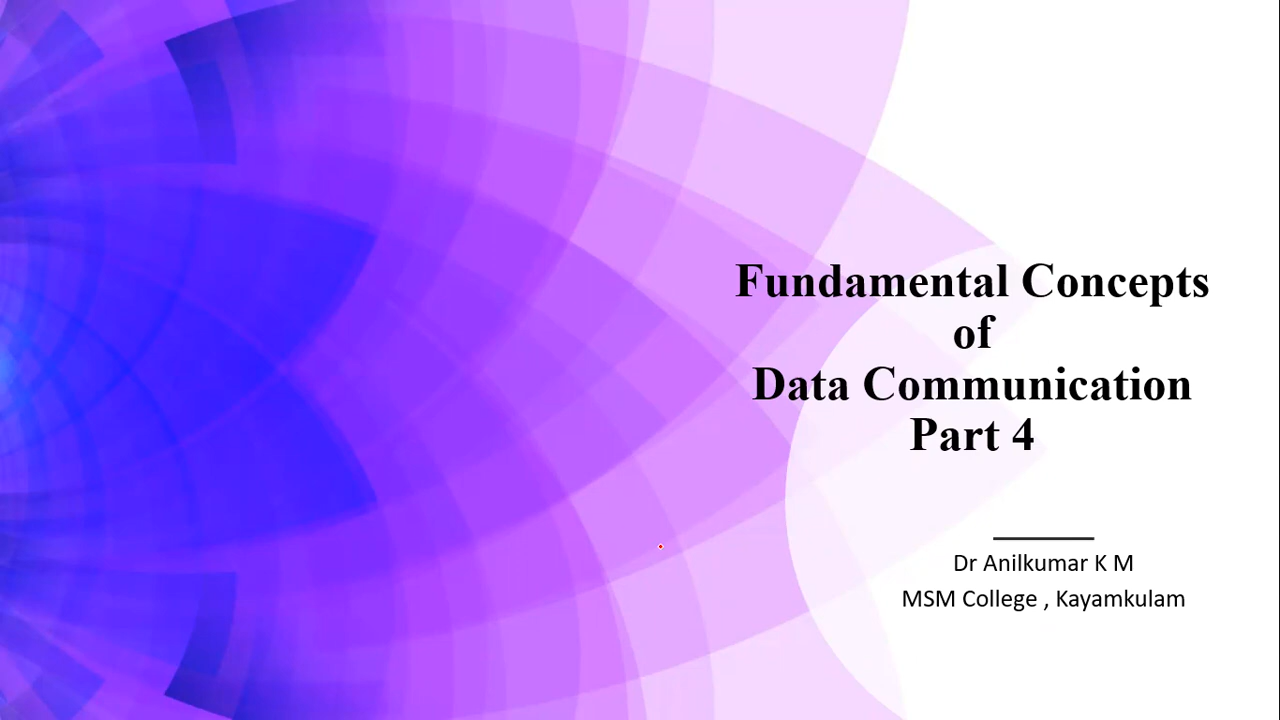 Fundamental Concepts
of
Data Communication
Part 4
Dr Anilkumar K M
MSM College , Kayamkulam